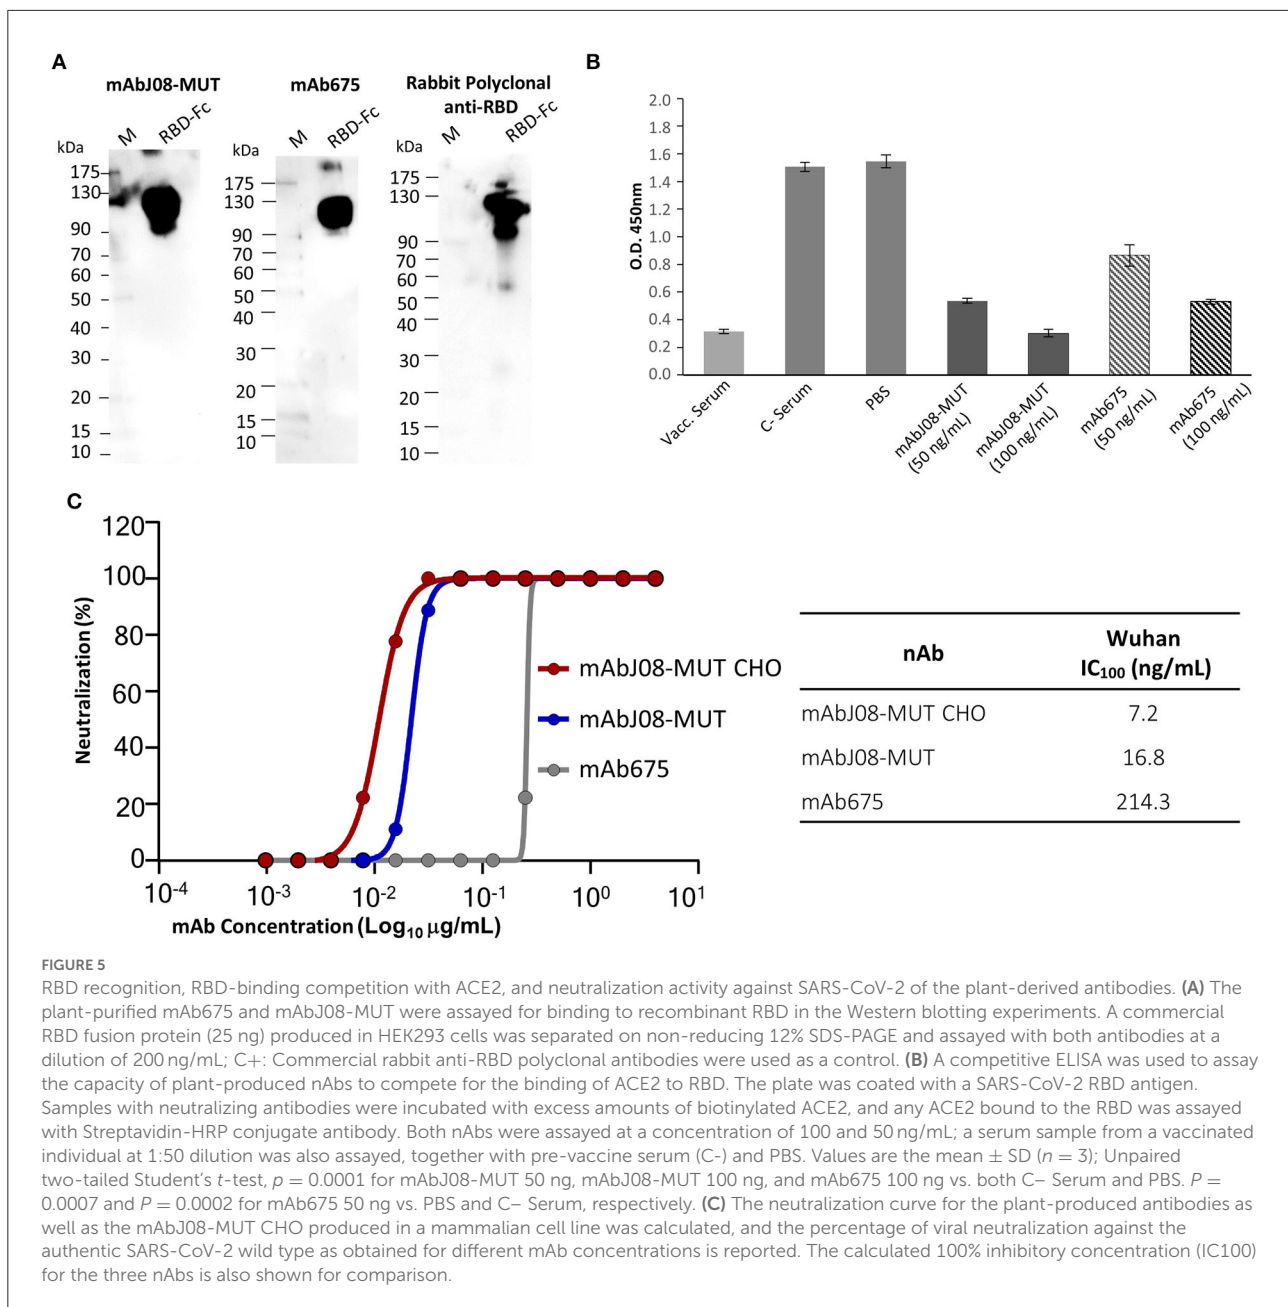 A
mAbJ08-MUT
M
RBD-Fc
kDa
175
130
90
70
60
50
40
30
20
15
10
mAb675
M
RBD-Fc
kDa
175
130
90
70
60
50
40
30
20
15
10
Rabbit Polyclonal
anti-RBD
M
RBD-Fc
kDa
175
130
90
70
60
50
40
30
20
15
10
B
O.D. 450nm
2.0
1.8
1.6
1.4
1.2
1.0
0.8
0.6
0.4
0.2
0.0
Vacc. Serum
C- Serum
PBS
mAbJ08-MUT
(50 ng/mL)
mAbJ08-MUT
(100 ng/mL)
mAb675
(50 ng/mL)
mAb675
(100 ng/mL)
C
Neutralization (%)
120
100
80
60
40
20
0
10⁻⁴
10⁻³
10⁻²
10⁻¹
10⁰
10¹
mAb Concentration (Log₁₀ µg/mL)
mAbJ08-MUT CHO
mAbJ08-MUT
mAb675
nAb
Wuhan
IC₁₀₀ (ng/mL)
mAbJ08-MUT CHO 7.2
mAbJ08-MUT 16.8
mAb675 214.3
FIGURE 5
RBD recognition, RBD-binding competition with ACE2, and neutralization activity against SARS-CoV-2 of the plant-derived antibodies. (A) The
plant-purified mAb675 and mAbJ08-MUT were assayed for binding to recombinant RBD in the Western blotting experiments. A commercial
RBD fusion protein (25 ng) produced in HEK293 cells was separated on non-reducing 12% SDS-PAGE and assayed with both antibodies at a
dilution of 200 ng/mL; C+: Commercial rabbit anti-RBD polyclonal antibodies were used as a control. (B) A competitive ELISA was used to assay
the capacity of plant-produced nAbs to compete for the binding of ACE2 to RBD. The plate was coated with a SARS-CoV-2 RBD antigen.
Samples with neutralizing antibodies were incubated with excess amounts of biotinylated ACE2, and any ACE2 bound to the RBD was assayed
with Streptavidin-HRP conjugate antibody. Both nAbs were assayed at a concentration of 100 and 50 ng/mL; a serum sample from a vaccinated
individual at 1:50 dilution was also assayed, together with pre-vaccine serum (C-) and PBS. Values are the mean ± SD (n = 3); Unpaired
two-tailed Student's t-test, p = 0.0001 for mAbJ08-MUT 50 ng, mAbJ08-MUT 100 ng, and mAb675 100 ng vs. both C– Serum and PBS. P =
0.0007 and P = 0.0002 for mAb675 50 ng vs. PBS and C– Serum, respectively. (C) The neutralization curve for the plant-produced antibodies as
well as the mAbJ08-MUT CHO produced in a mammalian cell line was calculated, and the percentage of viral neutralization against the
authentic SARS-CoV-2 wild type as obtained for different mAb concentrations is reported. The calculated 100% inhibitory concentration (IC100)
for the three nAbs is also shown for comparison.